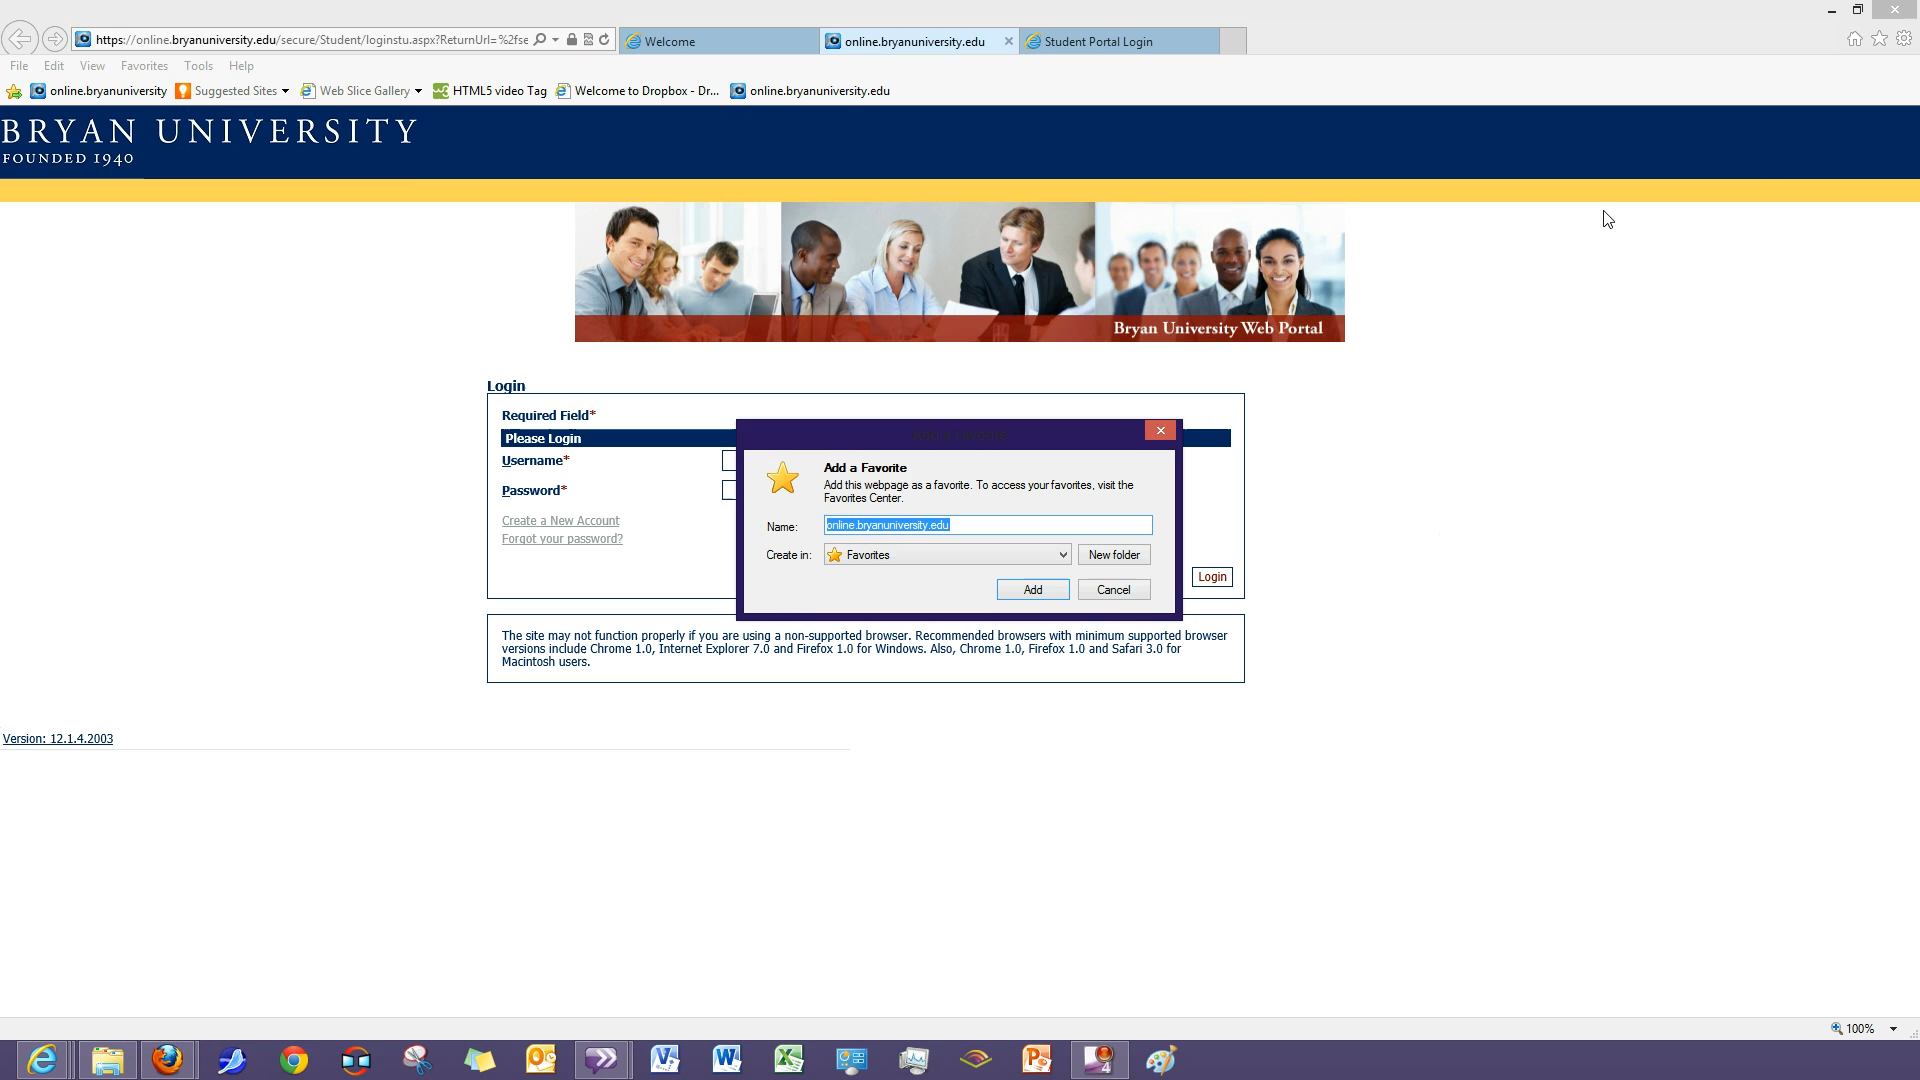 https://online.bryanuniversity.edu/secure/Student/loginstu.aspx?ReturnUrl=%2fse
Welcome
online.bryanuniversity.edu
Student Portal Login
File Edit View Favorites Tools Help
online.bryanuniversity
Suggested Sites
Web Slice Gallery
HTML5 video Tag
Welcome to Dropbox - Dr...
online.bryanuniversity.edu
BRYAN UNIVERSITY
FOUNDED 1940
Bryan University Web Portal
Login
Required Field*
Please Login
Username*
Password*
Create a New Account
Forgot your password?
Login
Add a Favorite
Add a Favorite
Add this webpage as a favorite. To access your favorites, visit the
Favorites Center.
Name: online.bryanuniversity.edu
Create in: Favorites New folder
Add Cancel
The site may not function properly if you are using a non-supported browser. Recommended browsers with minimum supported browser
versions include Chrome 1.0, Internet Explorer 7.0 and Firefox 1.0 for Windows. Also, Chrome 1.0, Firefox 1.0 and Safari 3.0 for
Macintosh users.
Version: 12.1.4.2003
100%
4